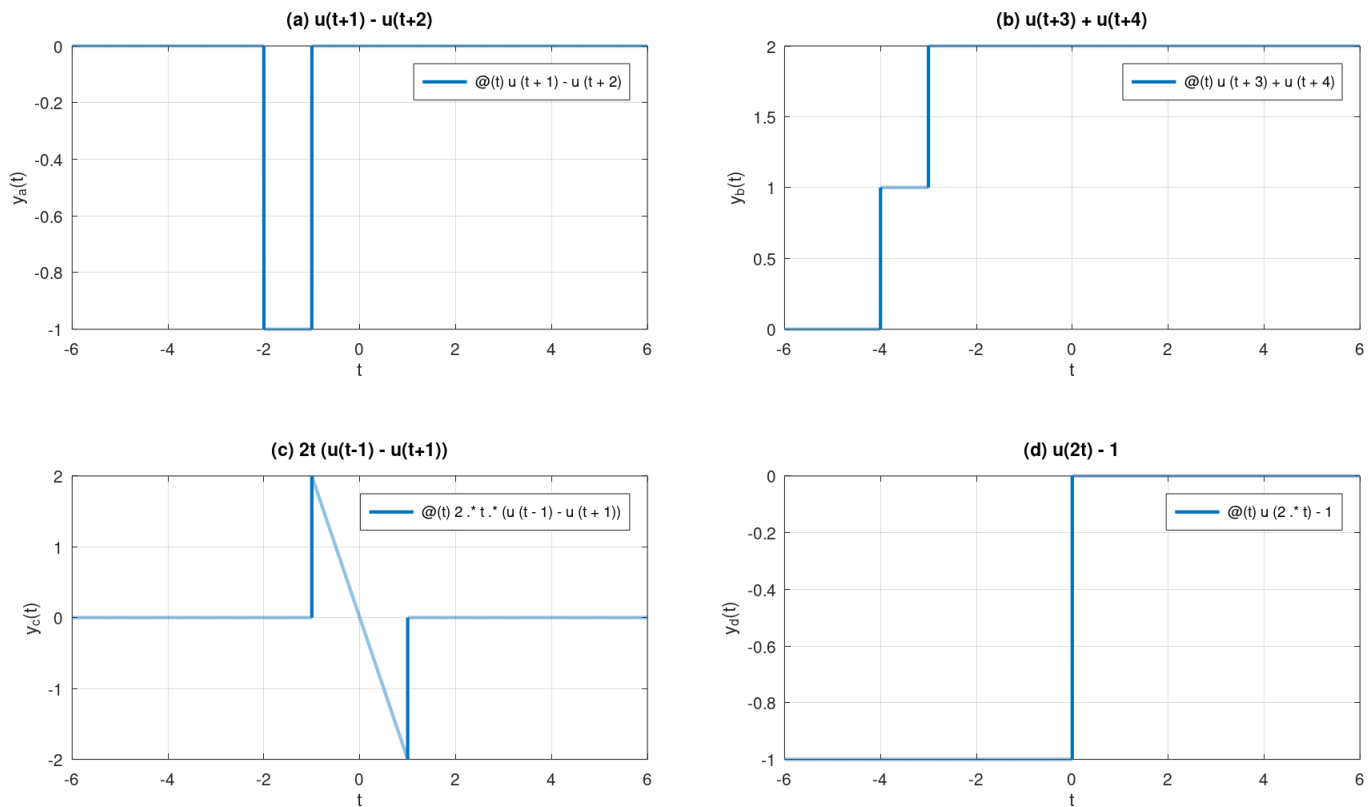 (a) u(t+1) - u(t+2)
0
-0.2
-0.4
-0.6
-0.8
-1
y_a(t)
@(t) u (t + 1) - u (t + 2)
-6 -4 -2 0 2 4 6
t
(b) u(t+3) + u(t+4)
2
1.5
1
0.5
0
y_b(t)
@(t) u (t + 3) + u (t + 4)
-6 -4 -2 0 2 4 6
t
(c) 2t (u(t-1) - u(t+1))
2
1
0
-1
-2
y_c(t)
@(t) 2 .* t .* (u (t - 1) - u (t + 1))
-6 -4 -2 0 2 4 6
t
(d) u(2t) - 1
0
-0.2
-0.4
-0.6
-0.8
-1
y_d(t)
@(t) u (2 .* t) - 1
-6 -4 -2 0 2 4 6
t